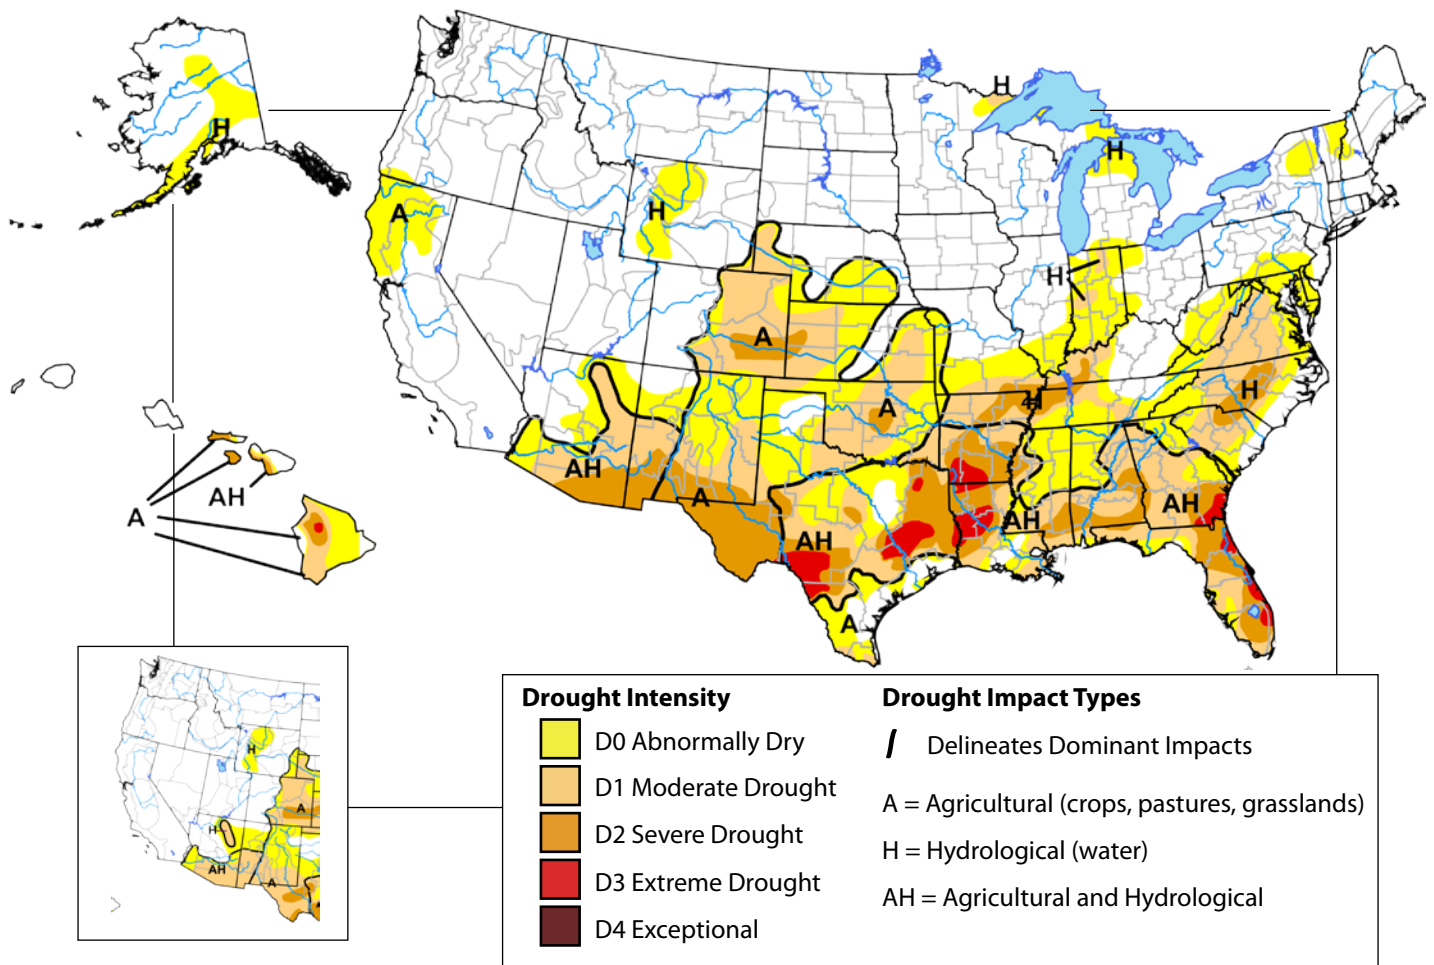 H
H
H
H
A
H
H
A
A
H
H
AH
A
AH
AH
AH
A
AH
A
A
H
A
H
AH
A
Drought Intensity
D0 Abnormally Dry
D1 Moderate Drought
D2 Severe Drought
D3 Extreme Drought
D4 Exceptional
Drought Impact Types
Delineates Dominant Impacts
A = Agricultural (crops, pastures, grasslands)
H = Hydrological (water)
AH = Agricultural and Hydrological